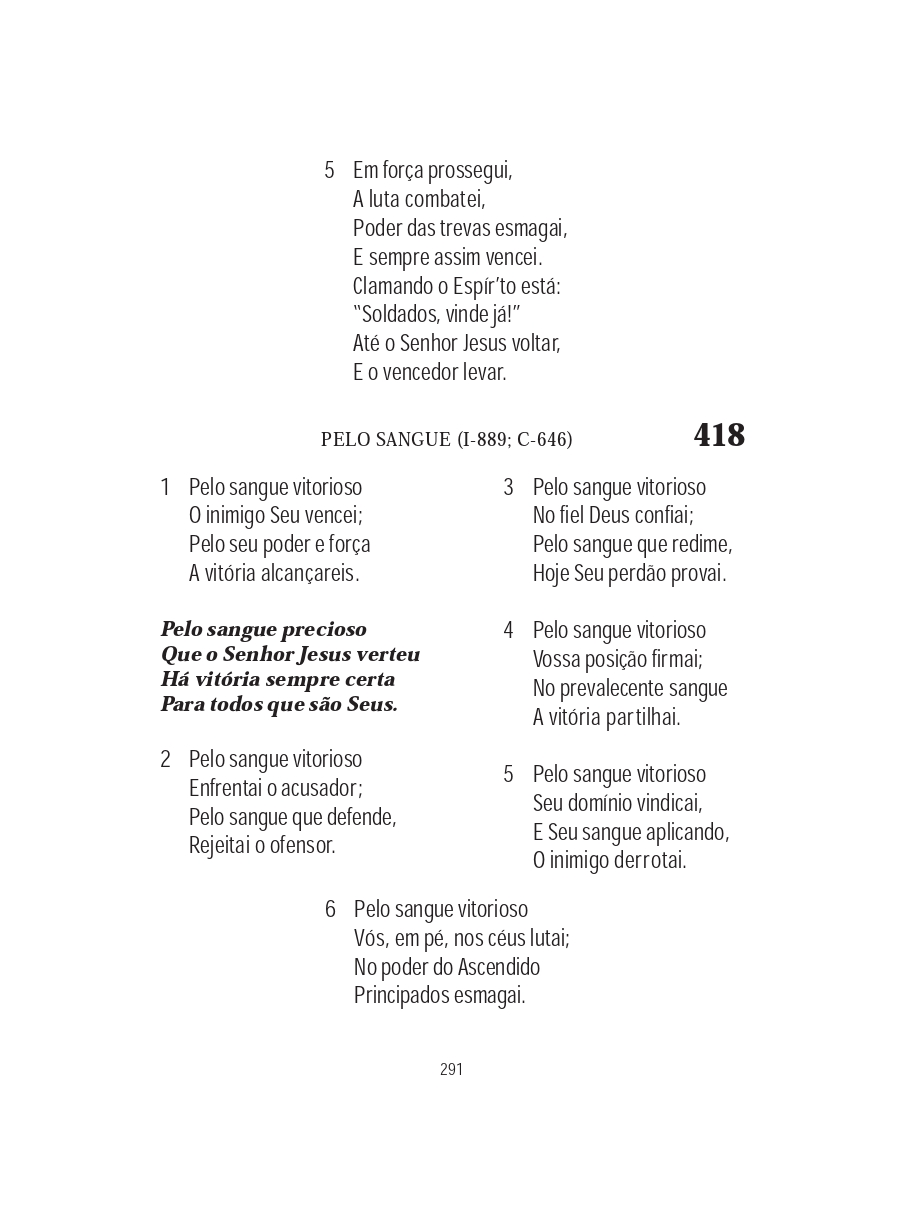 5 Em força prossegui,
A luta combatei,
Poder das trevas esmagai,
E sempre assim vencei.
Clamando o Espír’to está:
“Soldados, vinde já!”
Até o Senhor Jesus voltar,
E o vencedor levar.
PELO SANGUE (I-889; C-646) 418
1 Pelo sangue vitorioso
O inimigo Seu vencei;
Pelo seu poder e força
A vitória alcançareis.
Pelo sangue precioso
Que o Senhor Jesus verteu
Há vitória sempre certa
Para todos que são Seus.
2 Pelo sangue vitorioso
Enfrentai o acusador;
Pelo sangue que defende,
Rejeitai o ofensor.
3 Pelo sangue vitorioso
No fiel Deus confiai;
Pelo sangue que redime,
Hoje Seu perdão provai.
4 Pelo sangue vitorioso
Vossa posição firmai;
No prevalecente sangue
A vitória partilhai.
5 Pelo sangue vitorioso
Seu domínio vindicai,
E Seu sangue aplicando,
O inimigo derrotai.
6 Pelo sangue vitorioso
Vós, em pé, nos céus lutai;
No poder do Ascendido
Principados esmagai.
291